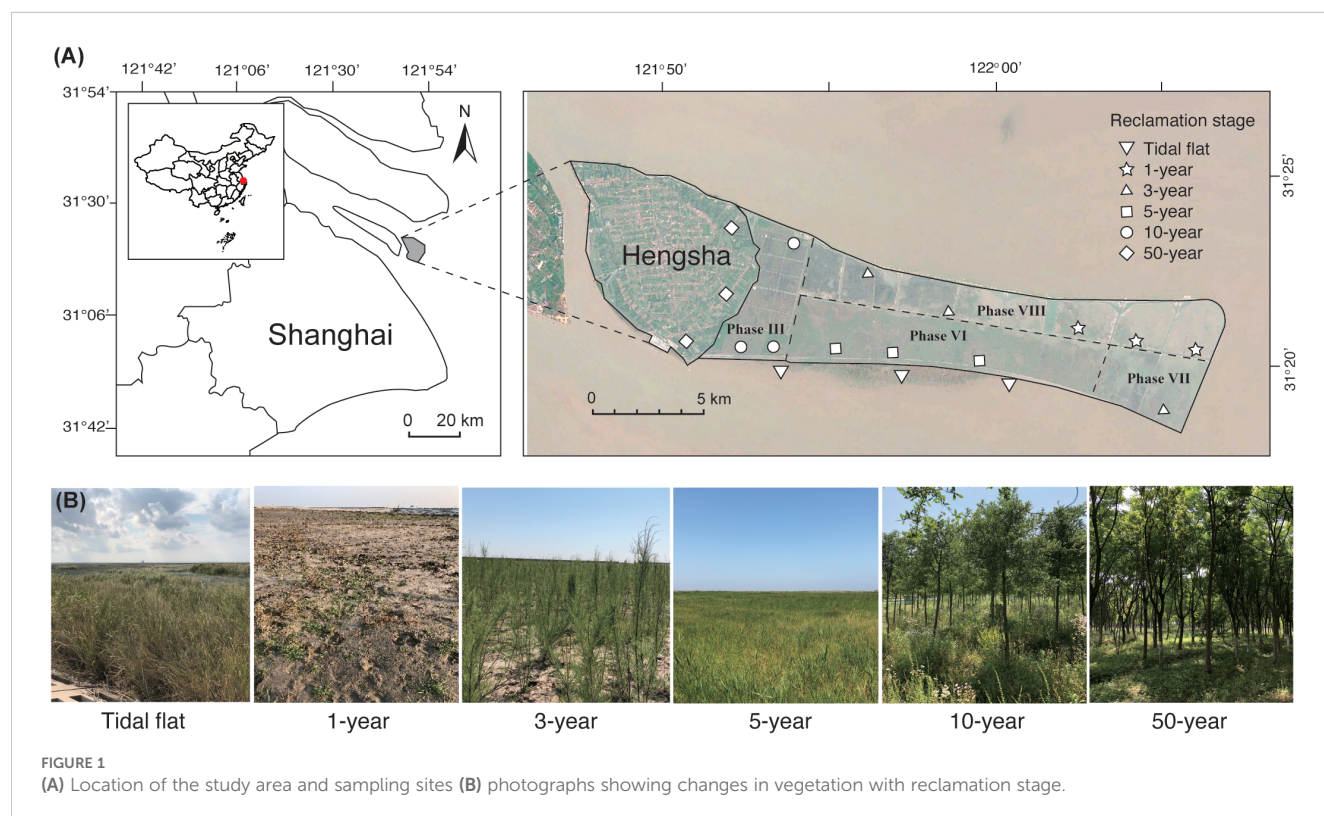 (A)
121°42’ 121°06’ 121°30’ 121°54’
121°50’ 122°00’
31°54’
31°30’
31°06’
31°42’
N
Shanghai
0 20 km
Reclamation stage
Tidal flat
1-year
3-year
5-year
10-year
50-year
31°25’
31°20’
Hengsha
Phase III
Phase VIII
Phase VI
Phase VII
0 5 km
(B)
Tidal flat 1-year 3-year 5-year 10-year 50-year
FIGURE 1
(A) Location of the study area and sampling sites (B) photographs showing changes in vegetation with reclamation stage.